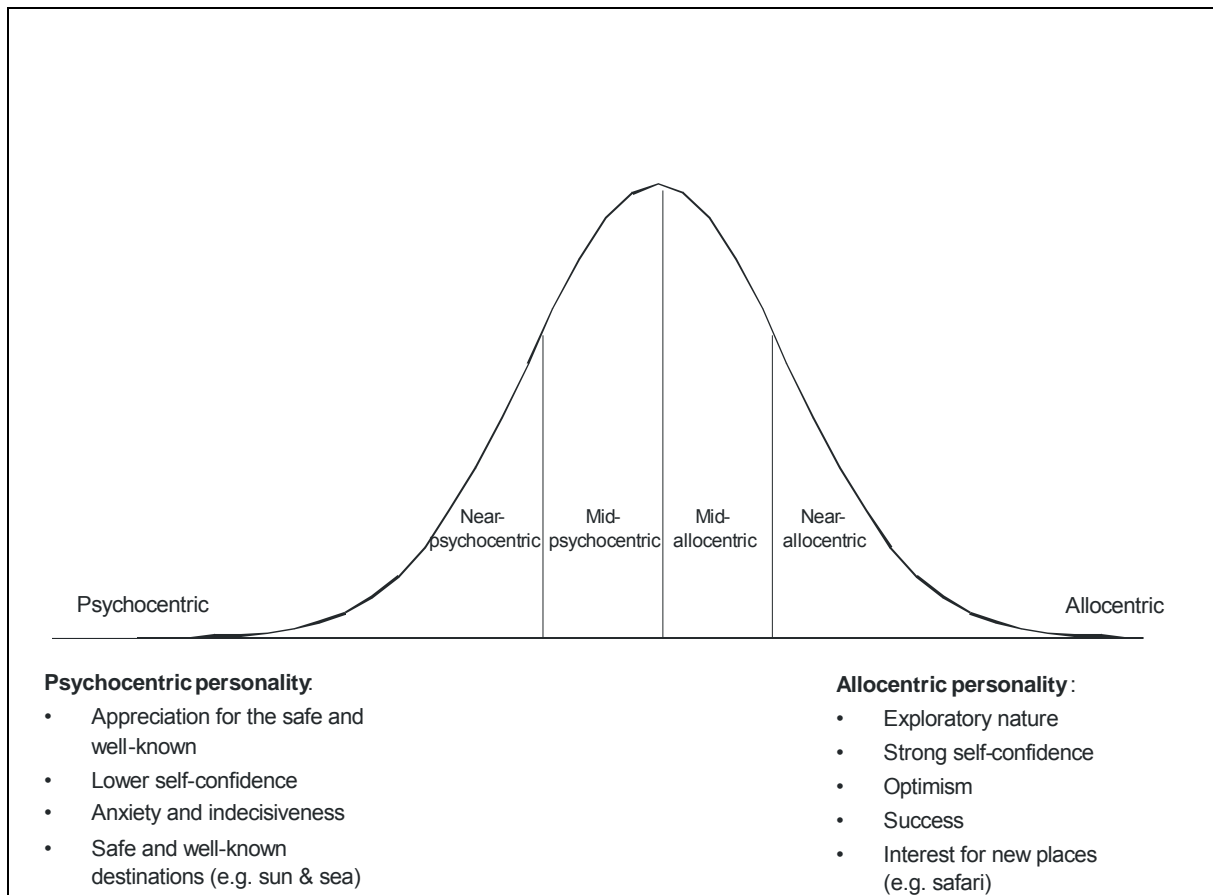 Near-
psychocentric
Mid-
psychocentric
Mid-
allocentric
Near-
allocentric
Psychocentric
Allocentric
Psychocentric personality:
• Appreciation for the safe and
well-known
• Lower self-confidence
• Anxiety and indecisiveness
• Safe and well-known
destinations (e.g. sun & sea)
Allocentric personality :
• Exploratory nature
• Strong self-confidence
• Optimism
• Success
• Interest for new places
(e.g. safari)